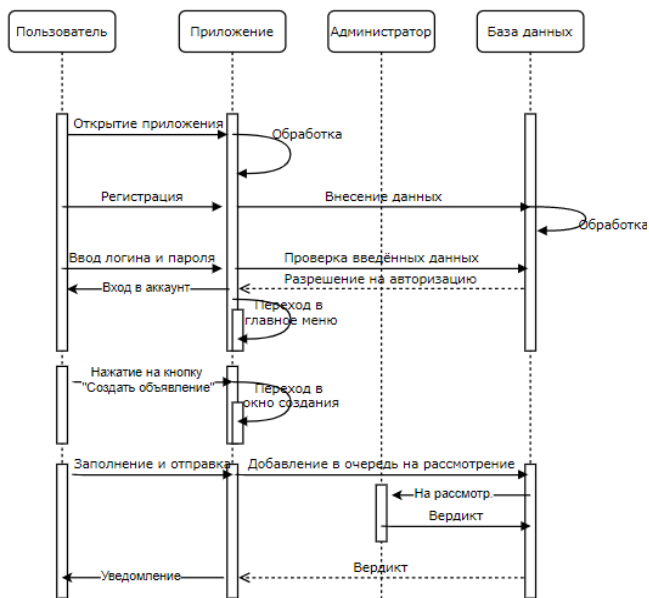 Пользователь
Приложение
Администратор
База данных
Открытие приложения
Обработка
Регистрация
Внесение данных
Обработка
Ввод логина и пароля
Проверка введённых данных
Разрешение на авторизацию
Вход в аккаунт
Переход в
главное меню
Нажатие на кнопку
"Создать объявление"
Переход в
окно создания
Заполнение и отправка
Добавление в очередь на рассмотрение
На рассмотр.
Вердикт
Вердикт
Уведомление